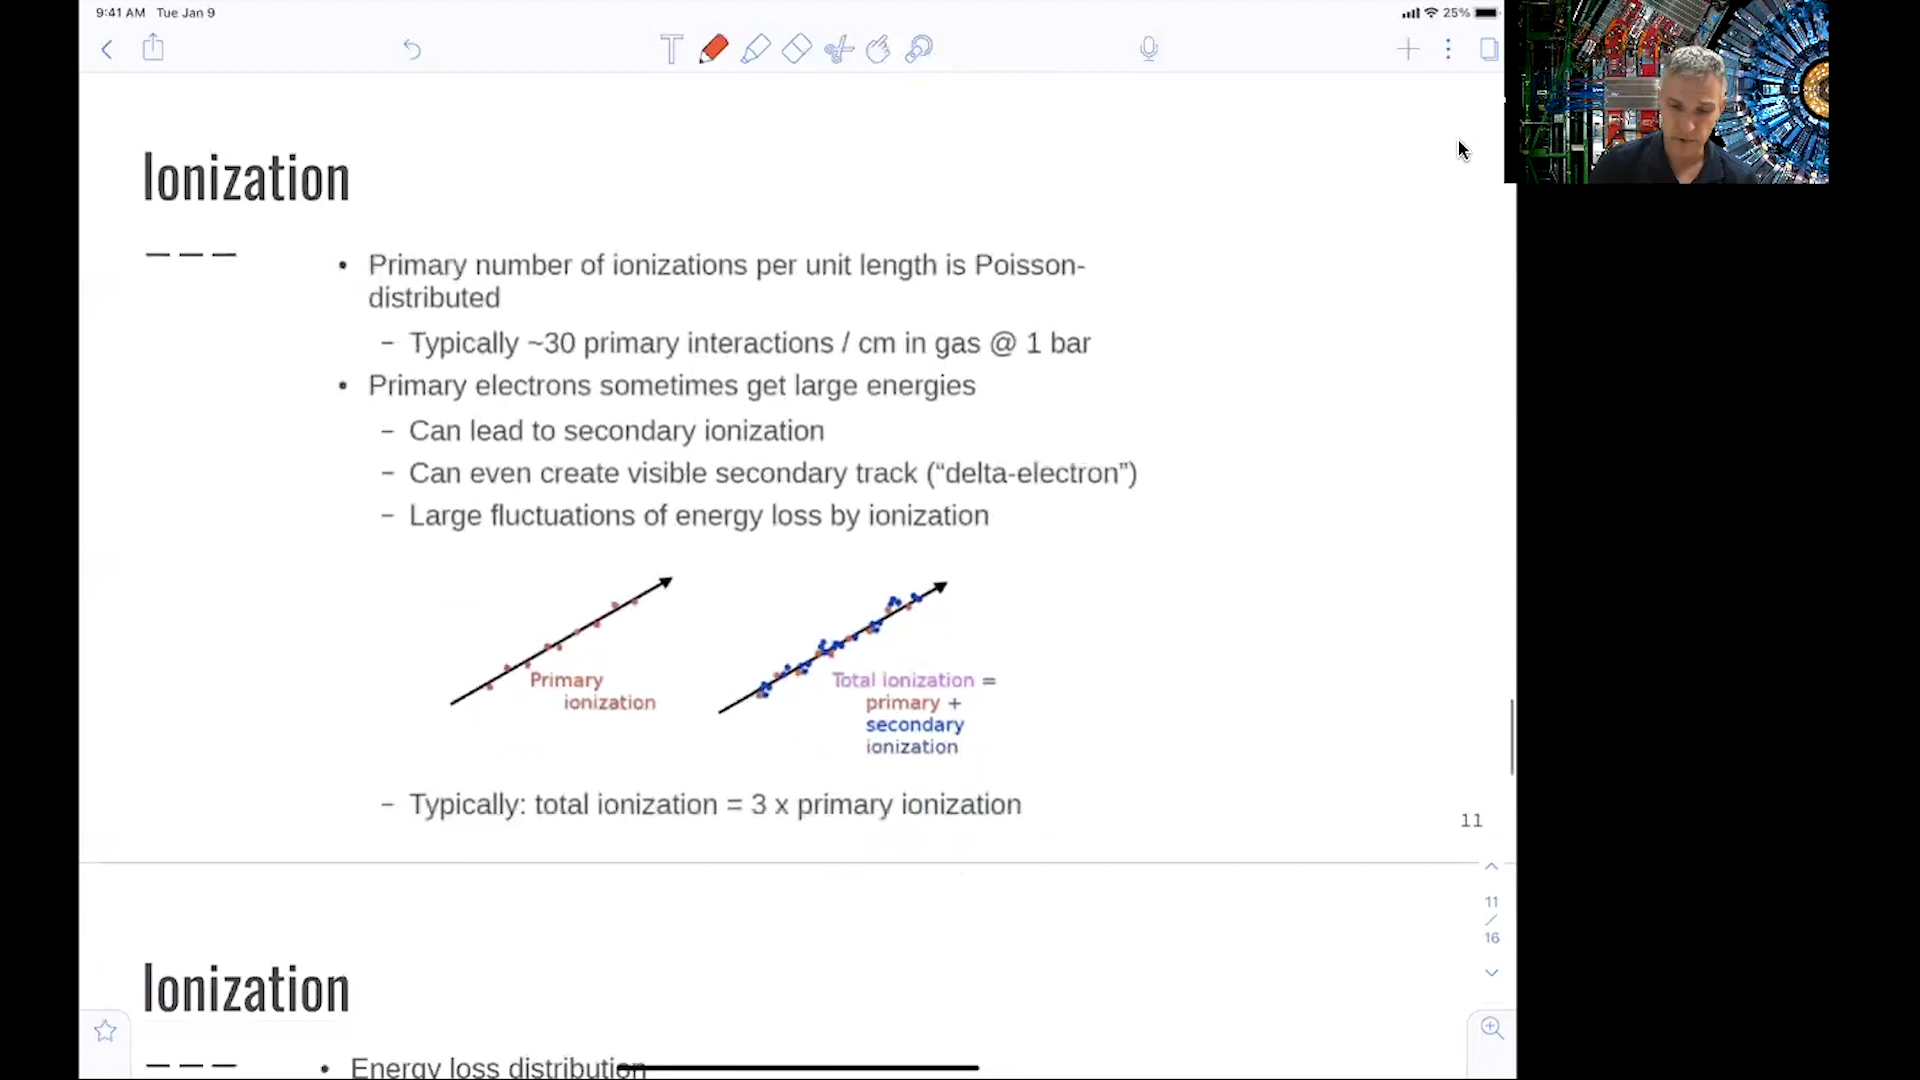 9:41 AM Tue Jan 9
25%
Ionization
• Primary number of ionizations per unit length is Poisson-
distributed
– Typically ~30 primary interactions / cm in gas @ 1 bar
• Primary electrons sometimes get large energies
– Can lead to secondary ionization
– Can even create visible secondary track (“delta-electron”)
– Large fluctuations of energy loss by ionization
Primary
ionization
Total ionization =
primary +
secondary
ionization
– Typically: total ionization = 3 x primary ionization
11
11
/
16
Ionization
• Energy loss distribution